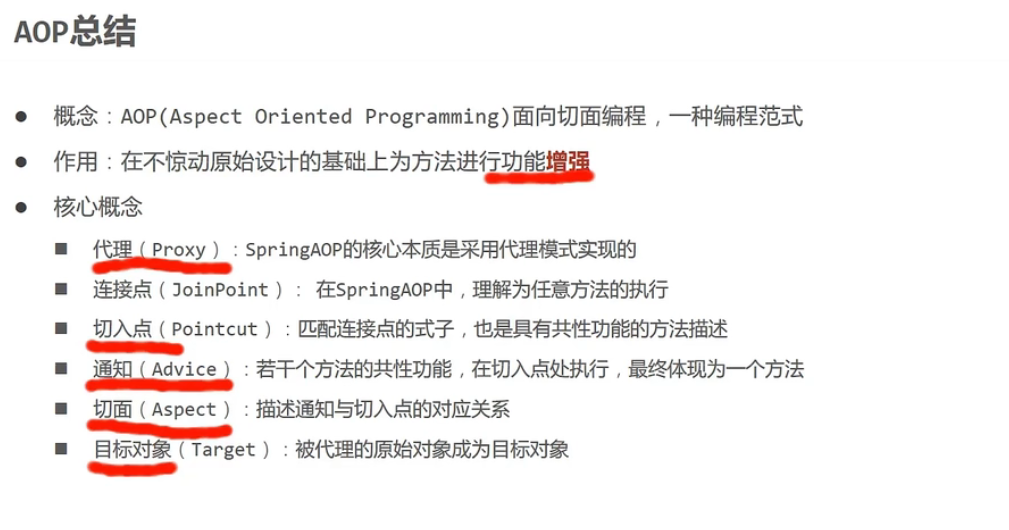 AOP总结
● 概念：AOP(Aspect Oriented Programming)面向切面编程，一种编程范式
● 作用：在不惊动原始设计的基础上为方法进行功能增强
● 核心概念
■ 代理（Proxy）：SpringAOP的核心本质是采用代理模式实现的
■ 连接点（JoinPoint）：在SpringAOP中，理解为任意方法的执行
■ 切入点（Pointcut）：匹配连接点的式子，也是具有共性功能的方法描述
■ 通知（Advice）：若干个方法的共性功能，在切入点处执行，最终体现为一个方法
■ 切面（Aspect）：描述通知与切入点的对应关系
■ 目标对象（Target）：被代理的原始对象成为目标对象